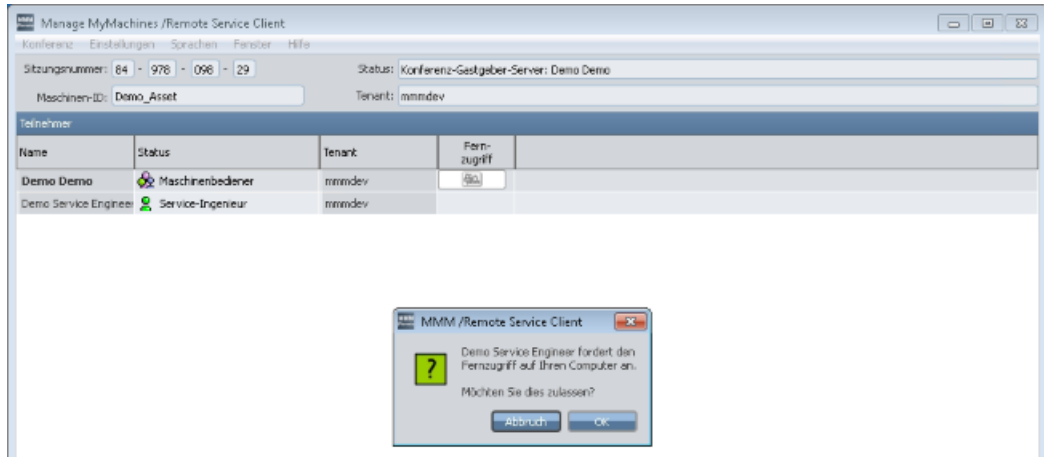 Manage MyMachines /Remote Service Client
Konferenz Einstellungen Sprachen Fenster Hilfe
Sitzungsnummer: 84 - 978 - 098 - 29 Status: Konferenz-Gastgeber-Server: Demo Demo
Maschinen-ID: Demo_Asset Tenant: mmmdev
Teilnehmer
Name Status Tenant Fern-
zugriff
Demo Demo Maschinenbediener mmmdev
Demo Service Engineer Service-Ingenieur mmmdev
MMM /Remote Service Client
Demo Service Engineer fordert den
Fernzugriff auf Ihren Computer an.
Möchten Sie dies zulassen?
Abbruch OK